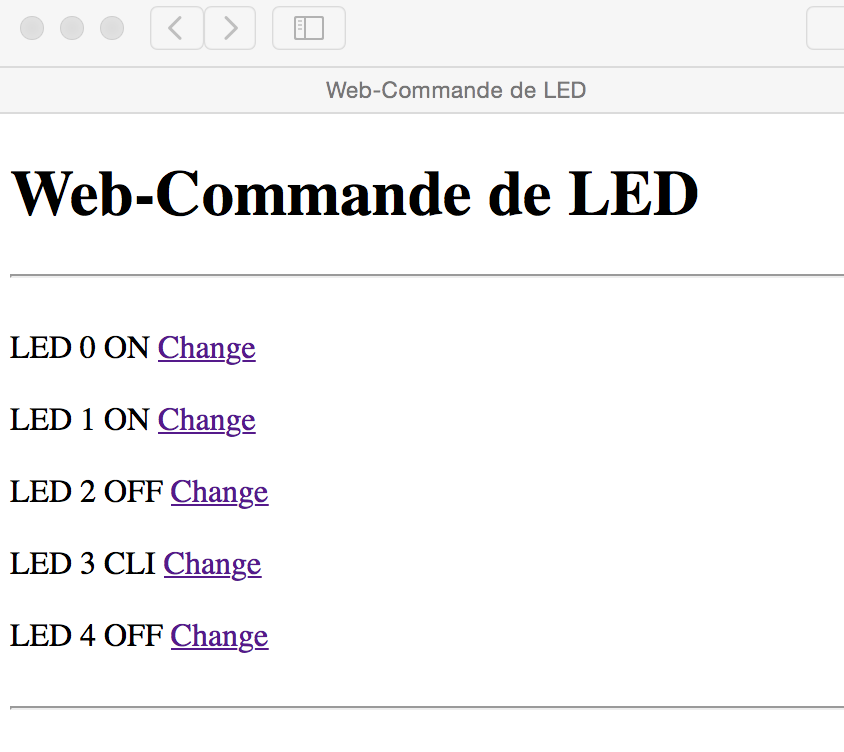 Web-Commande de LED
Web-Commande de LED
LED 0 ON Change
LED 1 ON Change
LED 2 OFF Change
LED 3 CLI Change
LED 4 OFF Change